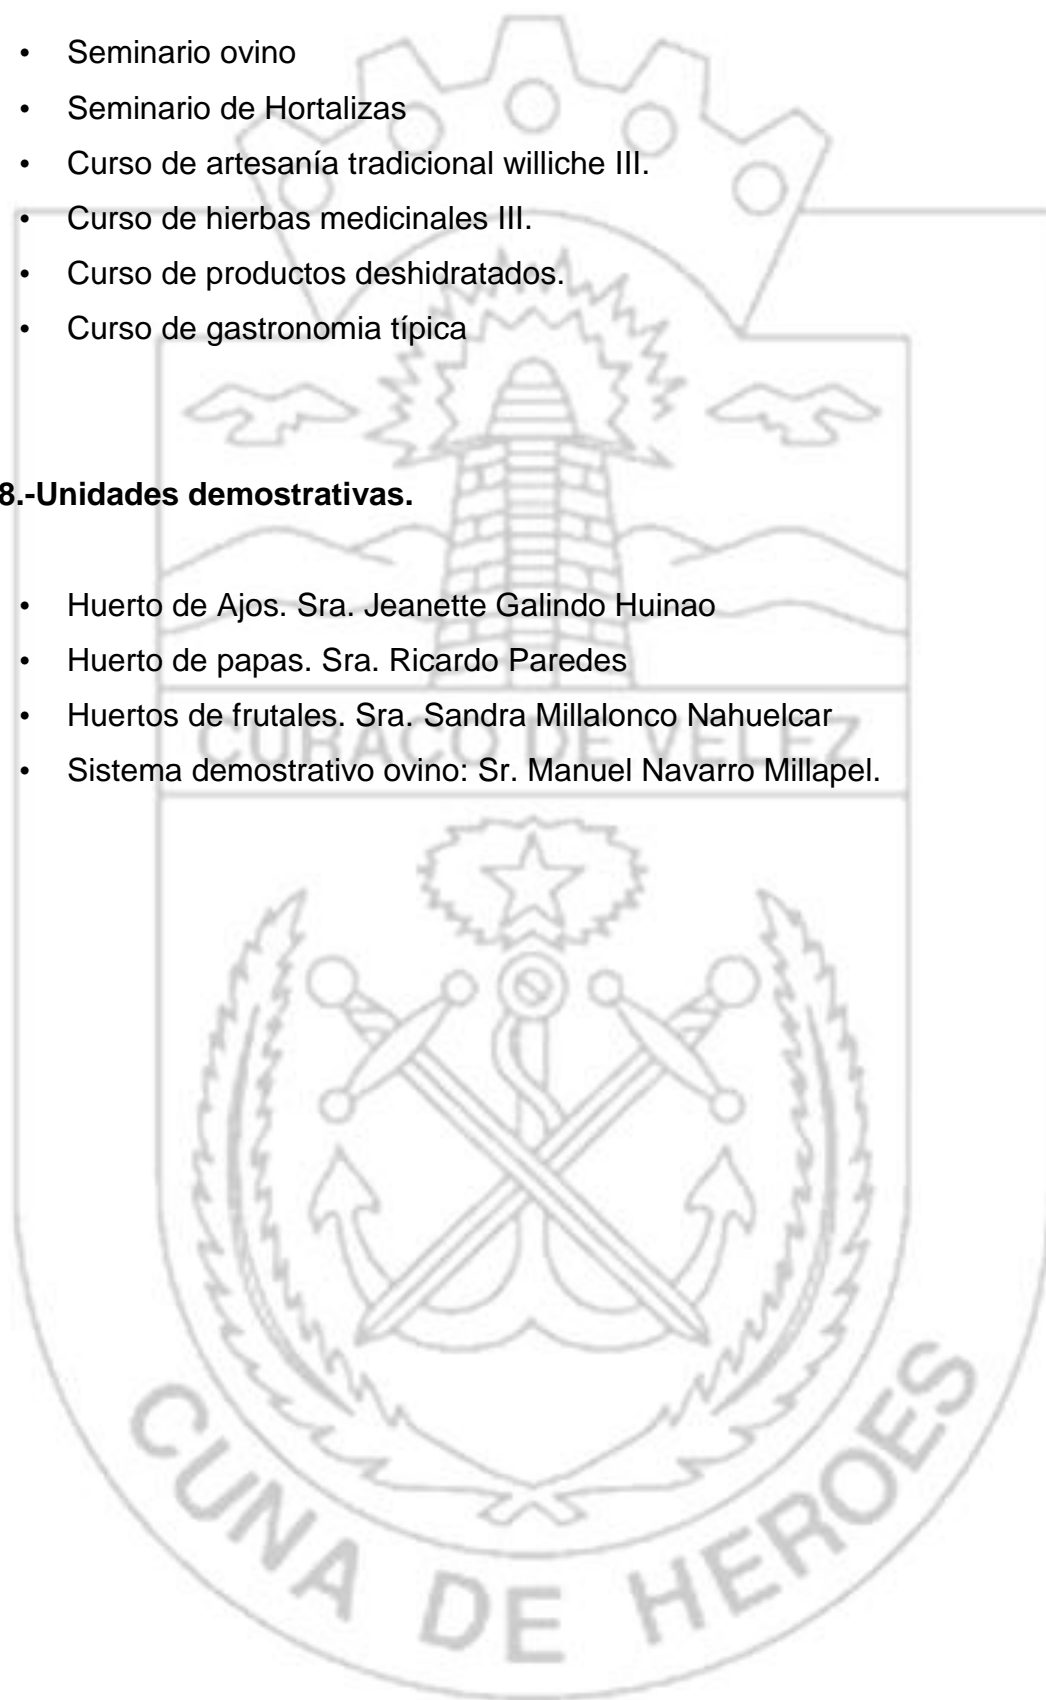 • Seminario ovino
• Seminario de Hortalizas
• Curso de artesanía tradicional williche III.
• Curso de hierbas medicinales III.
• Curso de productos deshidratados.
• Curso de gastronomia típica
8.-Unidades demostrativas.
• Huerto de Ajos. Sra. Jeanette Galindo Huinao
• Huerto de papas. Sra. Ricardo Paredes
• Huertos de frutales. Sra. Sandra Millalonco Nahuelcar
CURACO DE VELEZ
• Sistema demostrativo ovino: Sr. Manuel Navarro Millapel.
CUNA DE HEROES